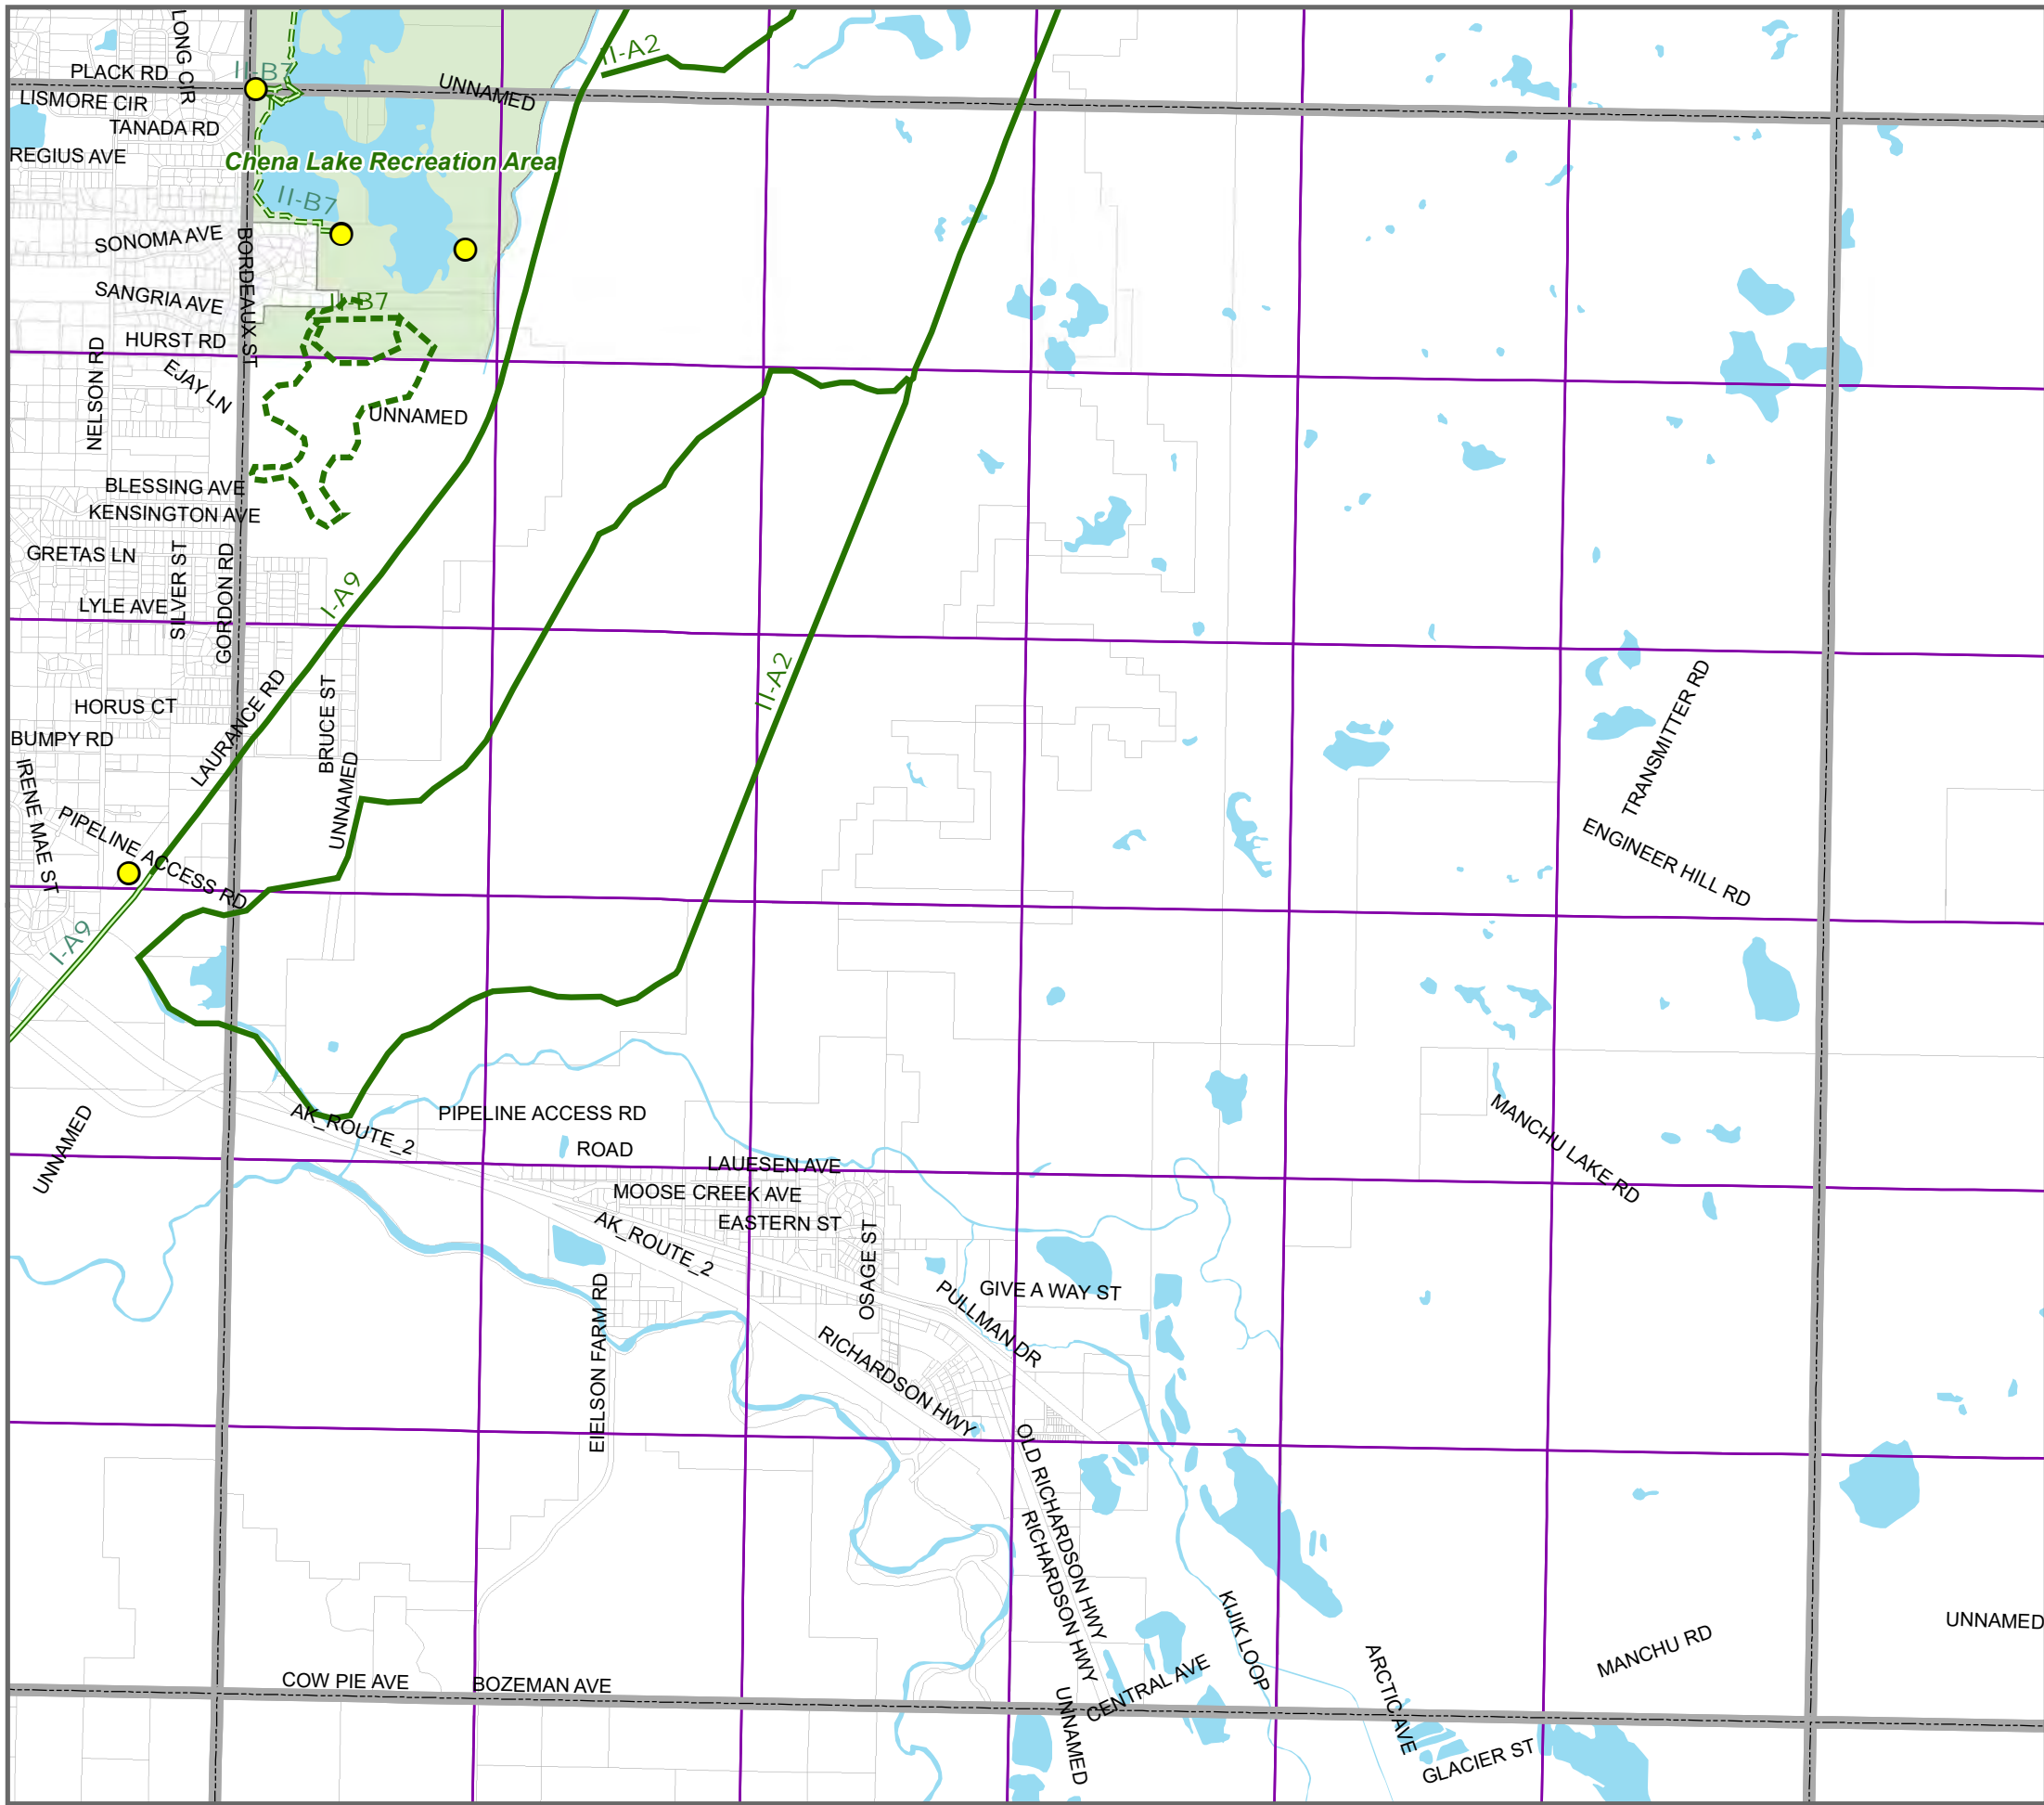 LONG CIR
II-A2
PLACK RD
II-B7
UNNAMED
LISMORE CIR
TANADA RD
REGIUS AVE
Chena Lake Recreation Area
II-B7
SONOMA AVE
BORDEAUX ST
SANGRIA AVE
II-B7
HURST RD
NELSON RD
EJAY LN
UNNAMED
BLESSING AVE
KENSINGTON AVE
GRETAS LN
SILVER ST
GORDON RD
I-A9
LYLE AVE
II-A2
LAURANCE RD
BRUCE ST
HORUS CT
BUMPY RD
TRANSMITTER RD
IRENE MAE ST
UNNAMED
PIPELINE ACCESS RD
ENGINEER HILL RD
I-A9
UNNAMED
AK_ROUTE_2
PIPELINE ACCESS RD
MANCHU LAKE RD
ROAD
LAUESEN AVE
MOOSE CREEK AVE
EASTERN ST
AK_ROUTE_2
OSAGE ST
EIELSON FARM RD
GIVE A WAY ST
PULLMAN DR
RICHARDSON HWY
OLD RICHARDSON HWY
RICHARDSON HWY
KIJIK LOOP
UNNAMED
MANCHU RD
ARCTIC AVE
CENTRAL AVE
COW PIE AVE
BOZEMAN AVE
UNNAMED
GLACIER ST